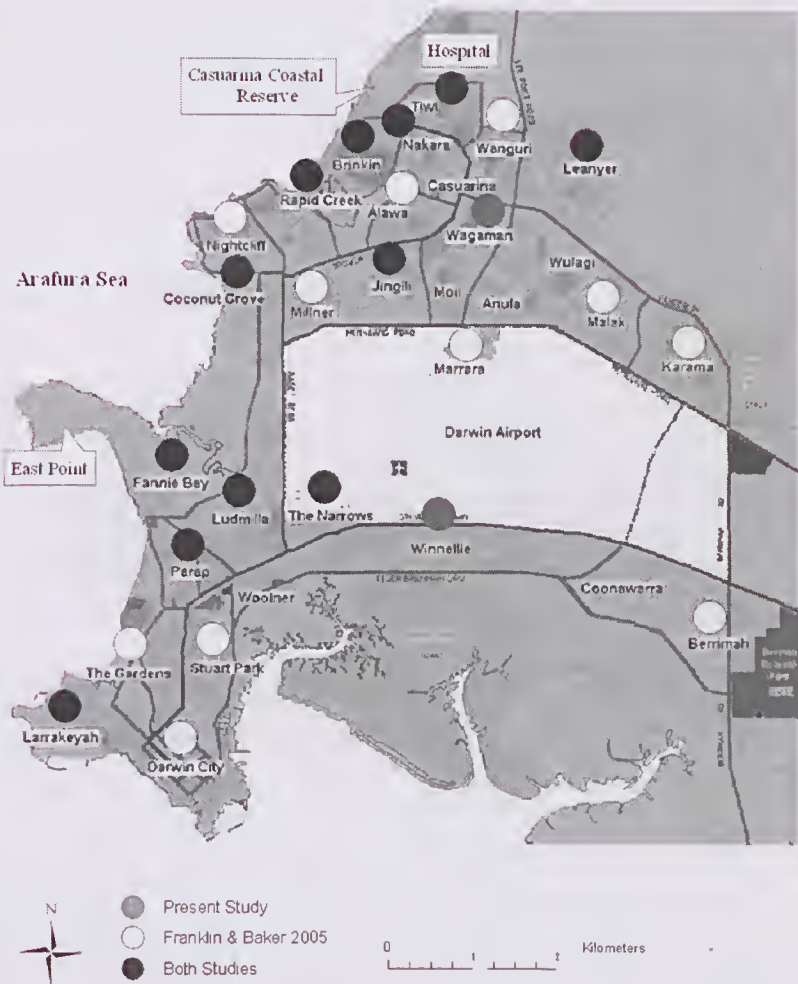 Hospital
Casuarina Coastal
Reserve
Tiwi
Nakara
Wanguri
Brinkin
Leanyer
Rapid Creek
Casuarina
Alawa
Nightcliff
Wagaman
Arafura Sea
Wulagi
Coconut Grove
Jingili
Moil
Anula
Millner
Malak
Marrara
Karama
Darwin Airport
East Point
Fannie Bay
Ludmilla
The Narrows
Winnellie
Parap
Woolner
Coonawarra
Berrimah
The Gardens
Stuart Park
Larrakeyah
Darwin City
N
Present Study
Franklin & Baker 2005
Both Studies
0
1
2
Kilometers